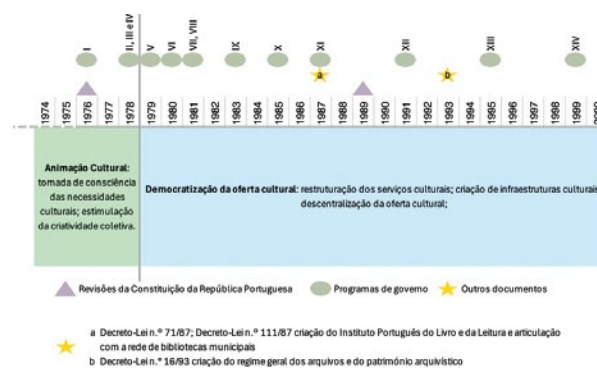 I
II, III e IV
V
VI
VII, VIII
IX
X
XI
XII
XIII
XIV
a
b
1974 1975 1976 1977 1978 1979 1980 1981 1982 1983 1984 1985 1986 1987 1988 1989 1990 1991 1992 1993 1994 1995 1996 1997 1998 1999 2000
Animação Cultural:
tomada de consciência
das necessidades
culturais; estimulação
da criatividade coletiva.
Democratização da oferta cultural: restruturação dos serviços culturais; criação de infraestruturas culturais
descentralização da oferta cultural;
Revisões da Constituição da República Portuguesa
Programas de governo
Outros documentos
a Decreto-Lei n.º 71/87; Decreto-Lei n.º 111/87 criação do Instituto Português do Livro e da Leitura e articulação
com a rede de bibliotecas municipais
b Decreto-Lei n.º 16/93 criação do regime geral dos arquivos e do património arquivístico